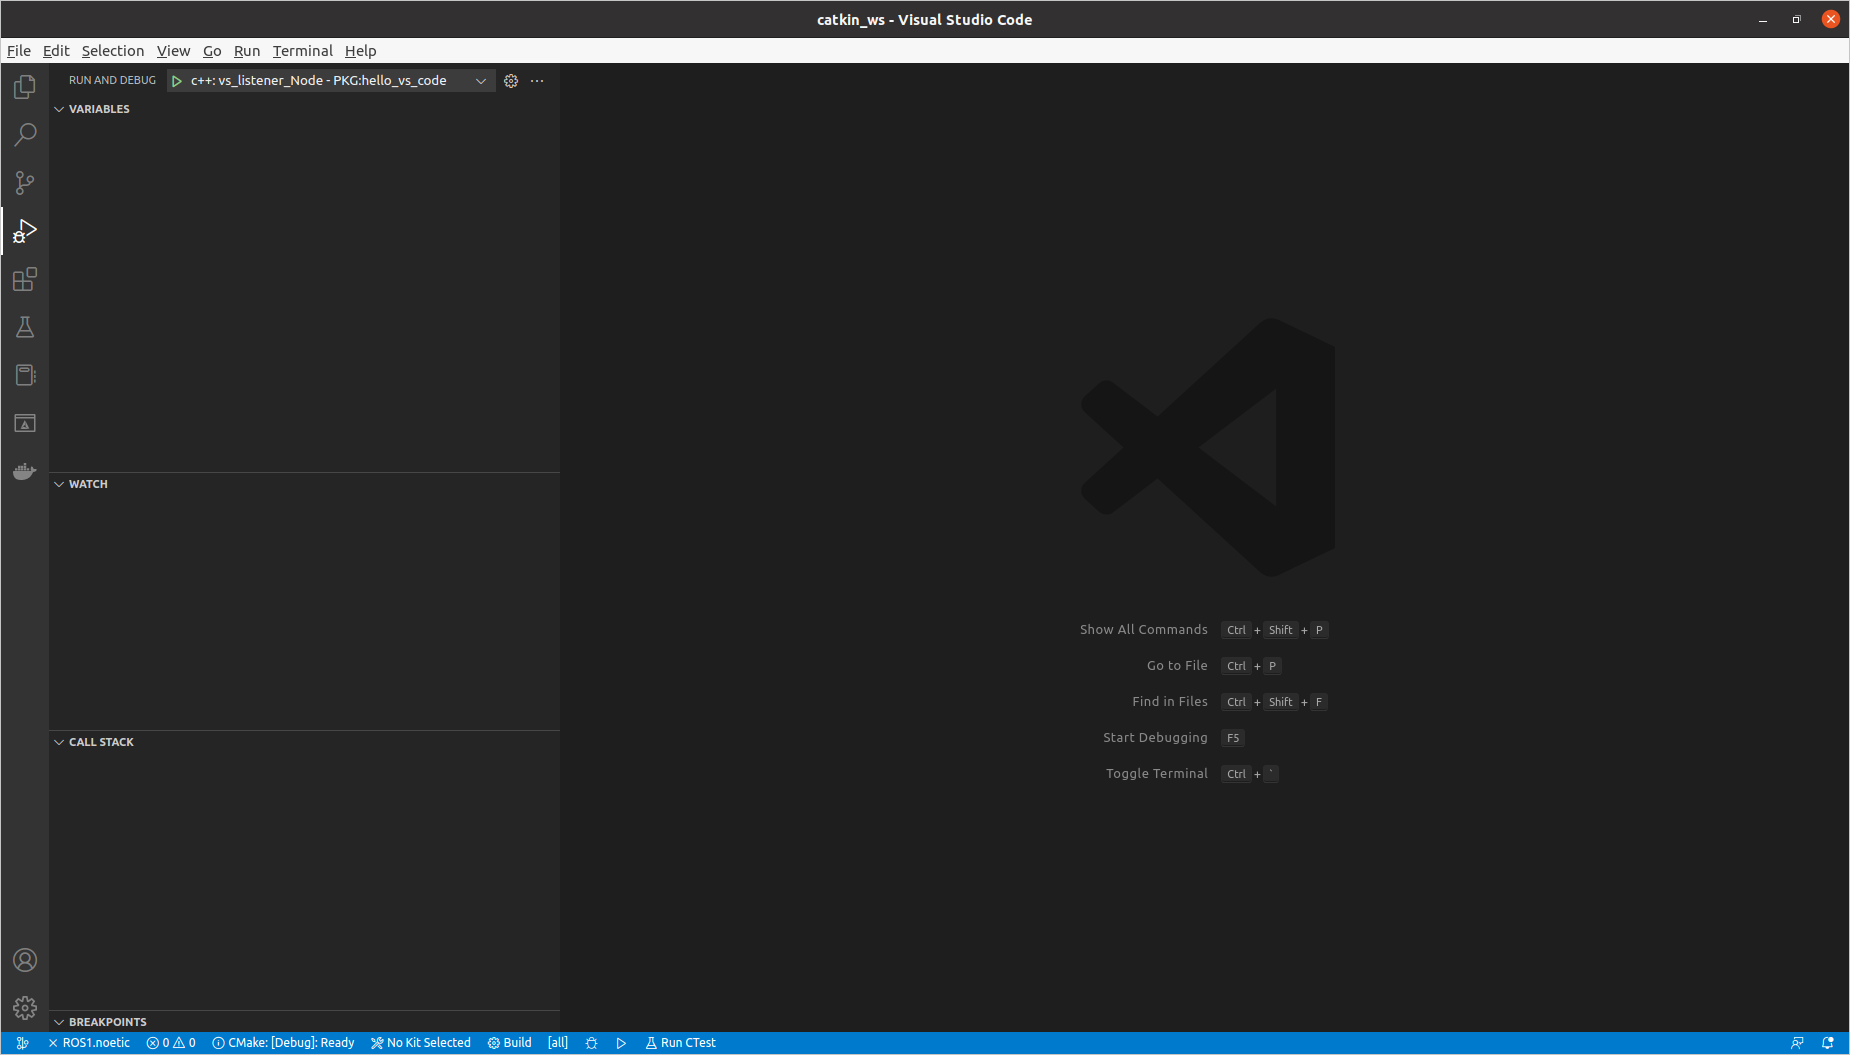 catkin_ws - Visual Studio Code
File Edit Selection View Go Run Terminal Help
RUN AND DEBUG c++: vs_listener_Node - PKG:hello_vs_code
VARIABLES
WATCH
Show All Commands Ctrl + Shift + P
Go to File Ctrl + P
Find in Files Ctrl + Shift + F
Start Debugging F5
Toggle Terminal Ctrl + `
CALL STACK
BREAKPOINTS
ROS1.noetic 0 0 CMake: [Debug]: Ready No Kit Selected Build [all] Run CTest